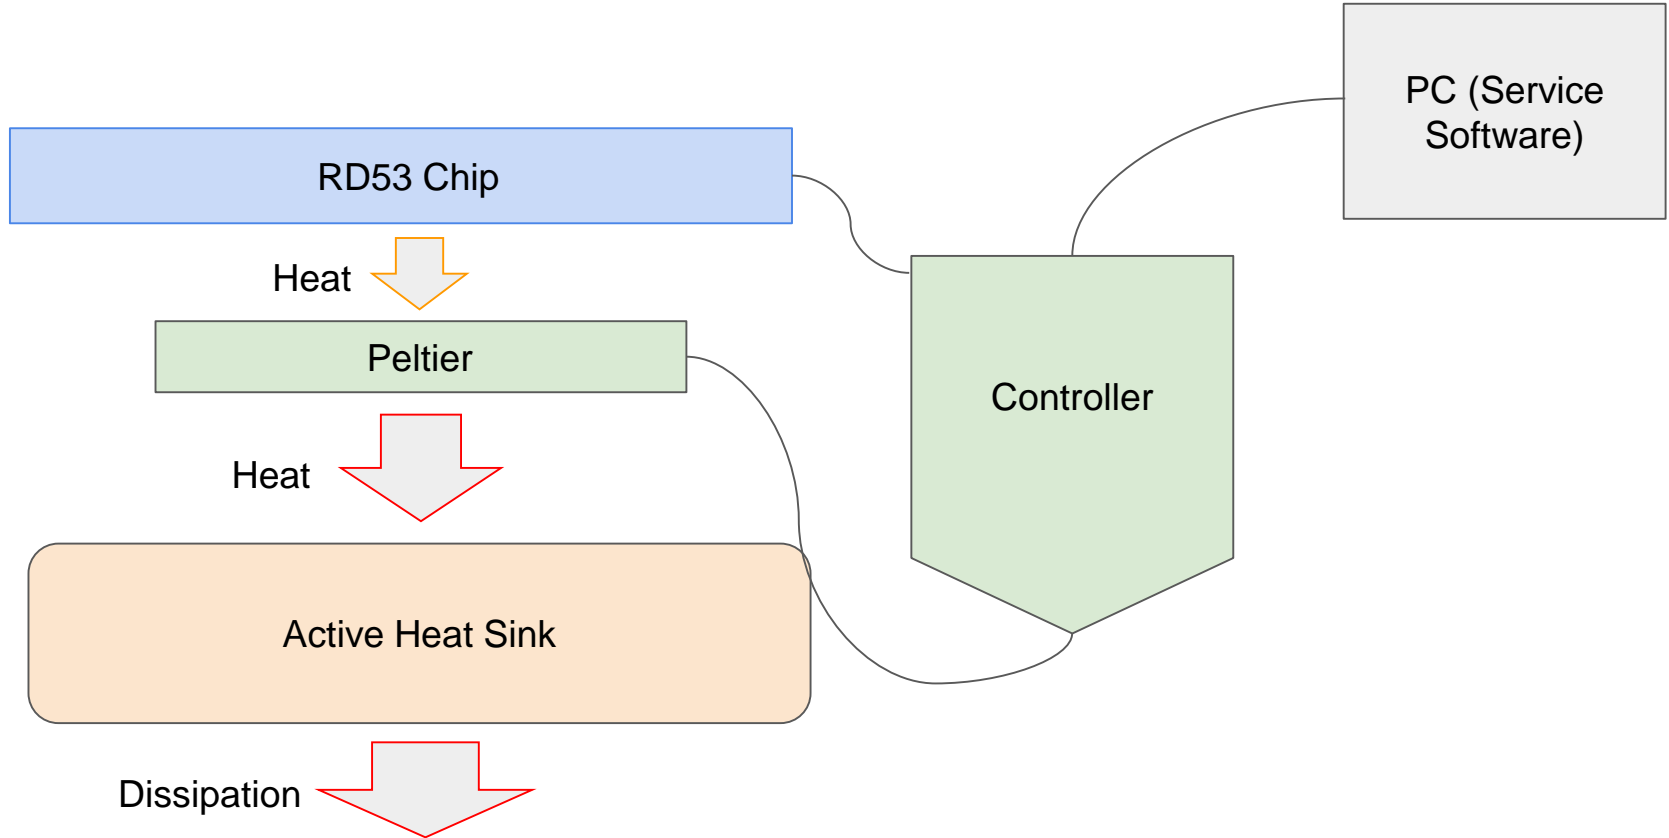 PC (Service
Software)
RD53 Chip
Heat
Peltier
Controller
Heat
Active Heat Sink
Dissipation